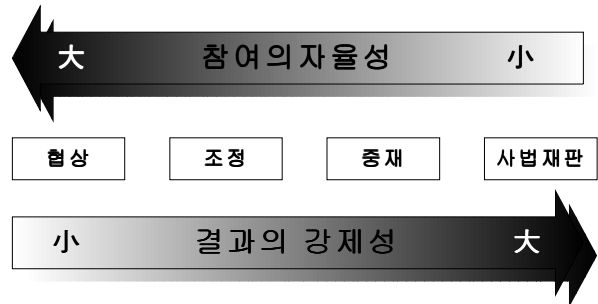 大 참여의자율성 小
협상 조정 중재 사법재판
小 결과의 강제성 大